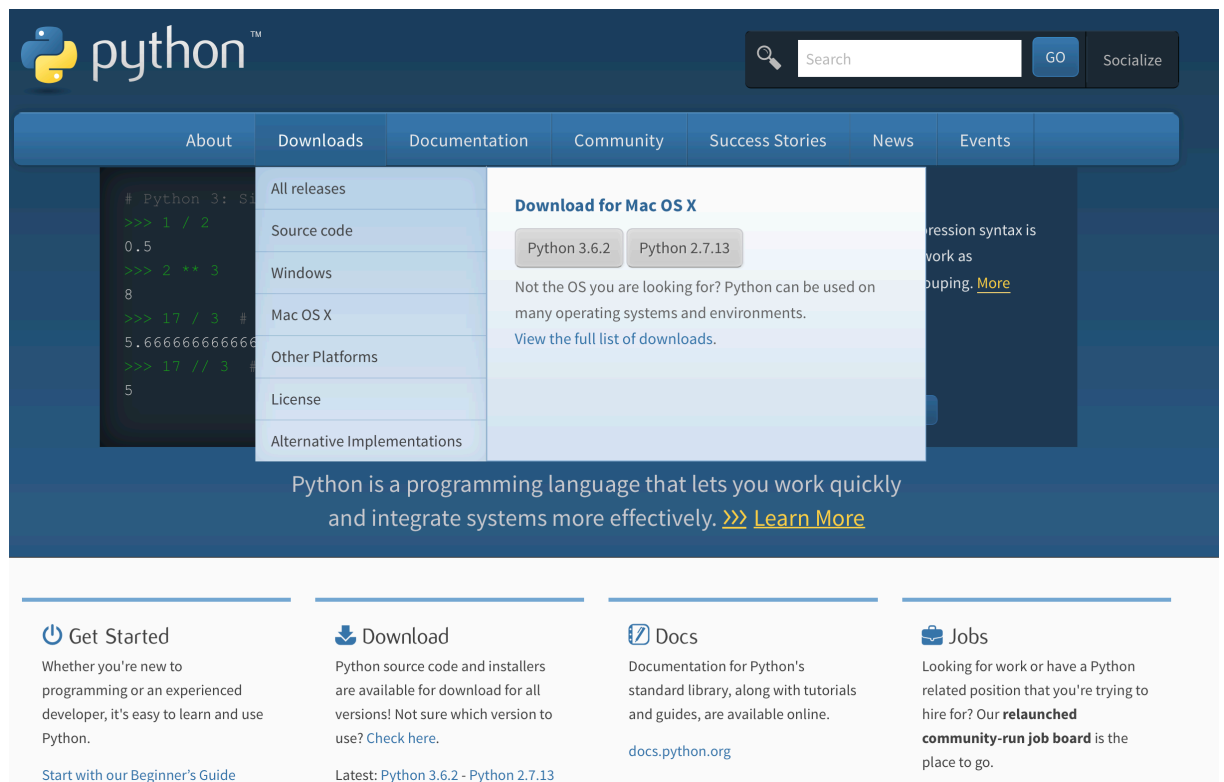 python™
Search
GO
Socialize
About
Downloads
Documentation
Community
Success Stories
News
Events
# Python 3:
>>> 1 / 2
0.5
>>> 2 ** 3
8
>>> 17 / 3 #
5.666666666666
>>> 17 // 3 #
5
All releases
Source code
Windows
Mac OS X
Other Platforms
License
Alternative Implementations
Download for Mac OS X
Python 3.6.2
Python 2.7.13
Not the OS you are looking for? Python can be used on
many operating systems and environments.
View the full list of downloads.
syntax is
work as
More
Python is a programming language that lets you work quickly
and integrate systems more effectively. >>> Learn More
Get Started
Whether you're new to
programming or an experienced
developer, it's easy to learn and use
Python.
Start with our Beginner’s Guide
Download
Python source code and installers
are available for download for all
versions! Not sure which version to
use? Check here.
Latest: Python 3.6.2 - Python 2.7.13
Docs
Documentation for Python's
standard library, along with tutorials
and guides, are available online.
docs.python.org
Jobs
Looking for work or have a Python
related position that you're trying to
hire for? Our relaunched
community-run job board is the
place to go.